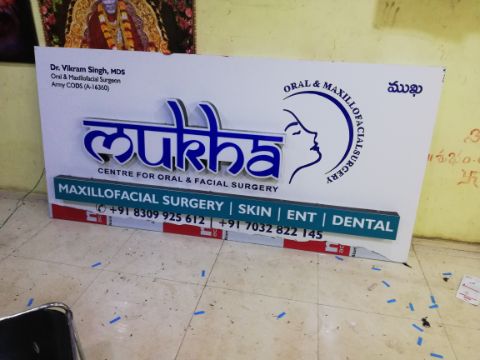 Dr. Vikram Singh, MDS
Oral & Maxillofacial Surgeon
Army CODS (A-16360)
ORAL & MAXILLOFACIAL SURGERY
ముఖ
mukha
CENTRE FOR ORAL & FACIAL SURGERY
MAXILLOFACIAL SURGERY | SKIN | ENT | DENTAL
+91 8309 925 612 / +91 7032 822 145